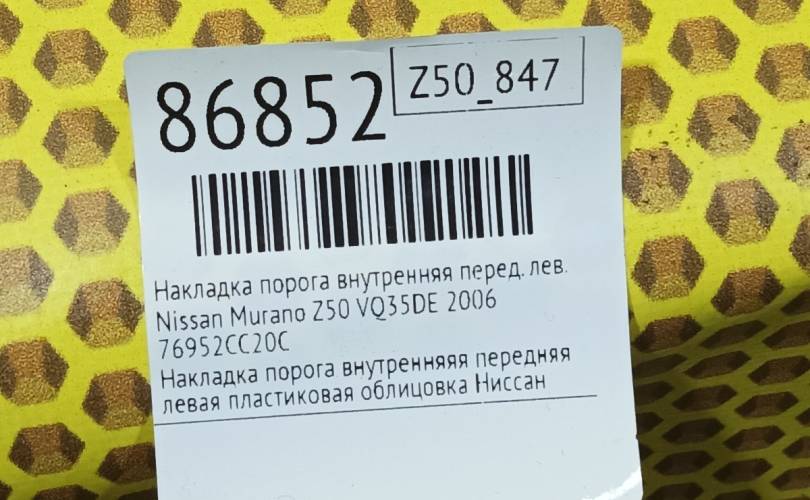 86852
Z50_847
Накладка порога внутренняя перед. лев.
Nissan Murano Z50 VQ35DE 2006
76952CC20C
Накладка порога внутренняяя передняя
левая пластиковая облицовка Ниссан